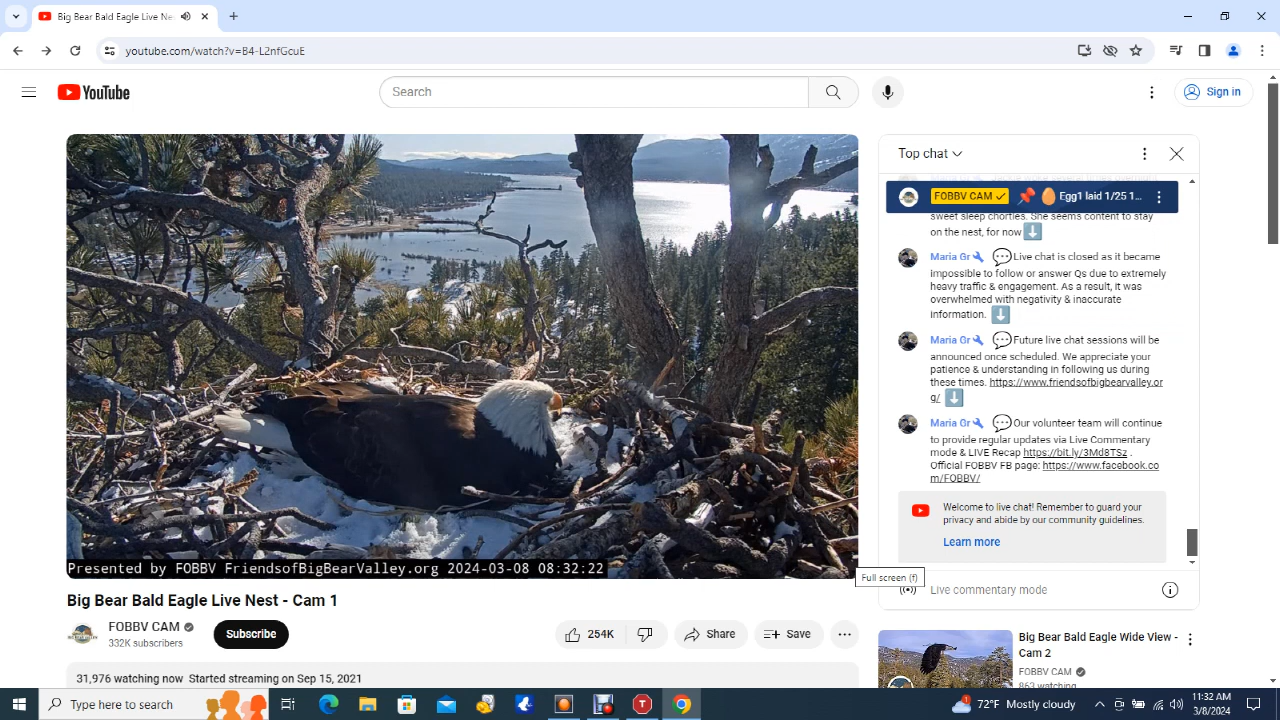 Big Bear Bald Eagle Live Ne
youtube.com/watch?v=B4-L2nfGcuE
YouTube
Search
Sign in
Top chat
FOBBV CAM ✓ 📌 🥚 Egg1 laid 1/25 1...
sweet sleep chortles. She seems content to stay
on the nest, for now ⬇️
Maria Gr 💬Live chat is closed as it became
impossible to follow or answer Qs due to extremely
heavy traffic & engagement. As a result, it was
overwhelmed with negativity & inaccurate
information. ⬇️
Maria Gr 💬Future live chat sessions will be
announced once scheduled. We appreciate your
patience & understanding in following us during
these times. https://www.friendsofbigbearvalley.or
g/ ⬇️
Maria Gr 💬Our volunteer team will continue
to provide regular updates via Live Commentary
mode & LIVE Recap https://bit.ly/3Md8TSz .
Official FOBBV FB page: https://www.facebook.co
m/FOBBV/
Welcome to live chat! Remember to guard your
privacy and abide by our community guidelines.
Learn more
Presented by FOBBV FriendsofBigBearValley.org 2024-03-08 08:32:22
Full screen (f)
Live commentary mode
Big Bear Bald Eagle Live Nest - Cam 1
FOBBV CAM
332K subscribers
Subscribe
254K
Share
Save
31,976 watching now Started streaming on Sep 15, 2021
Big Bear Bald Eagle Wide View -
Cam 2
FOBBV CAM
863 watching
Type here to search
72°F Mostly cloudy
11:32 AM
3/8/2024